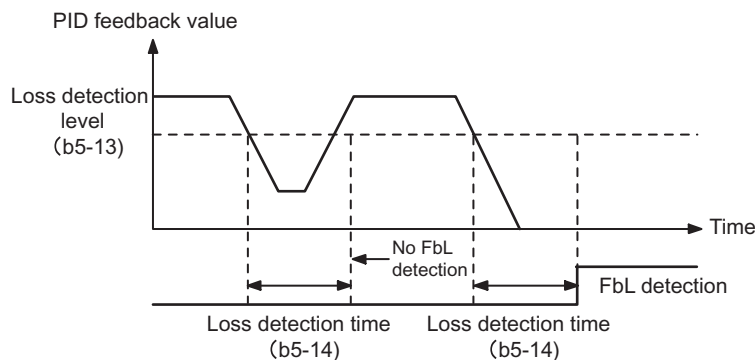 PID feedback value
Loss detection
level
（b5-13）
Time
No FbL
detection
FbL detection
Loss detection time
（b5-14）
Loss detection time
（b5-14）